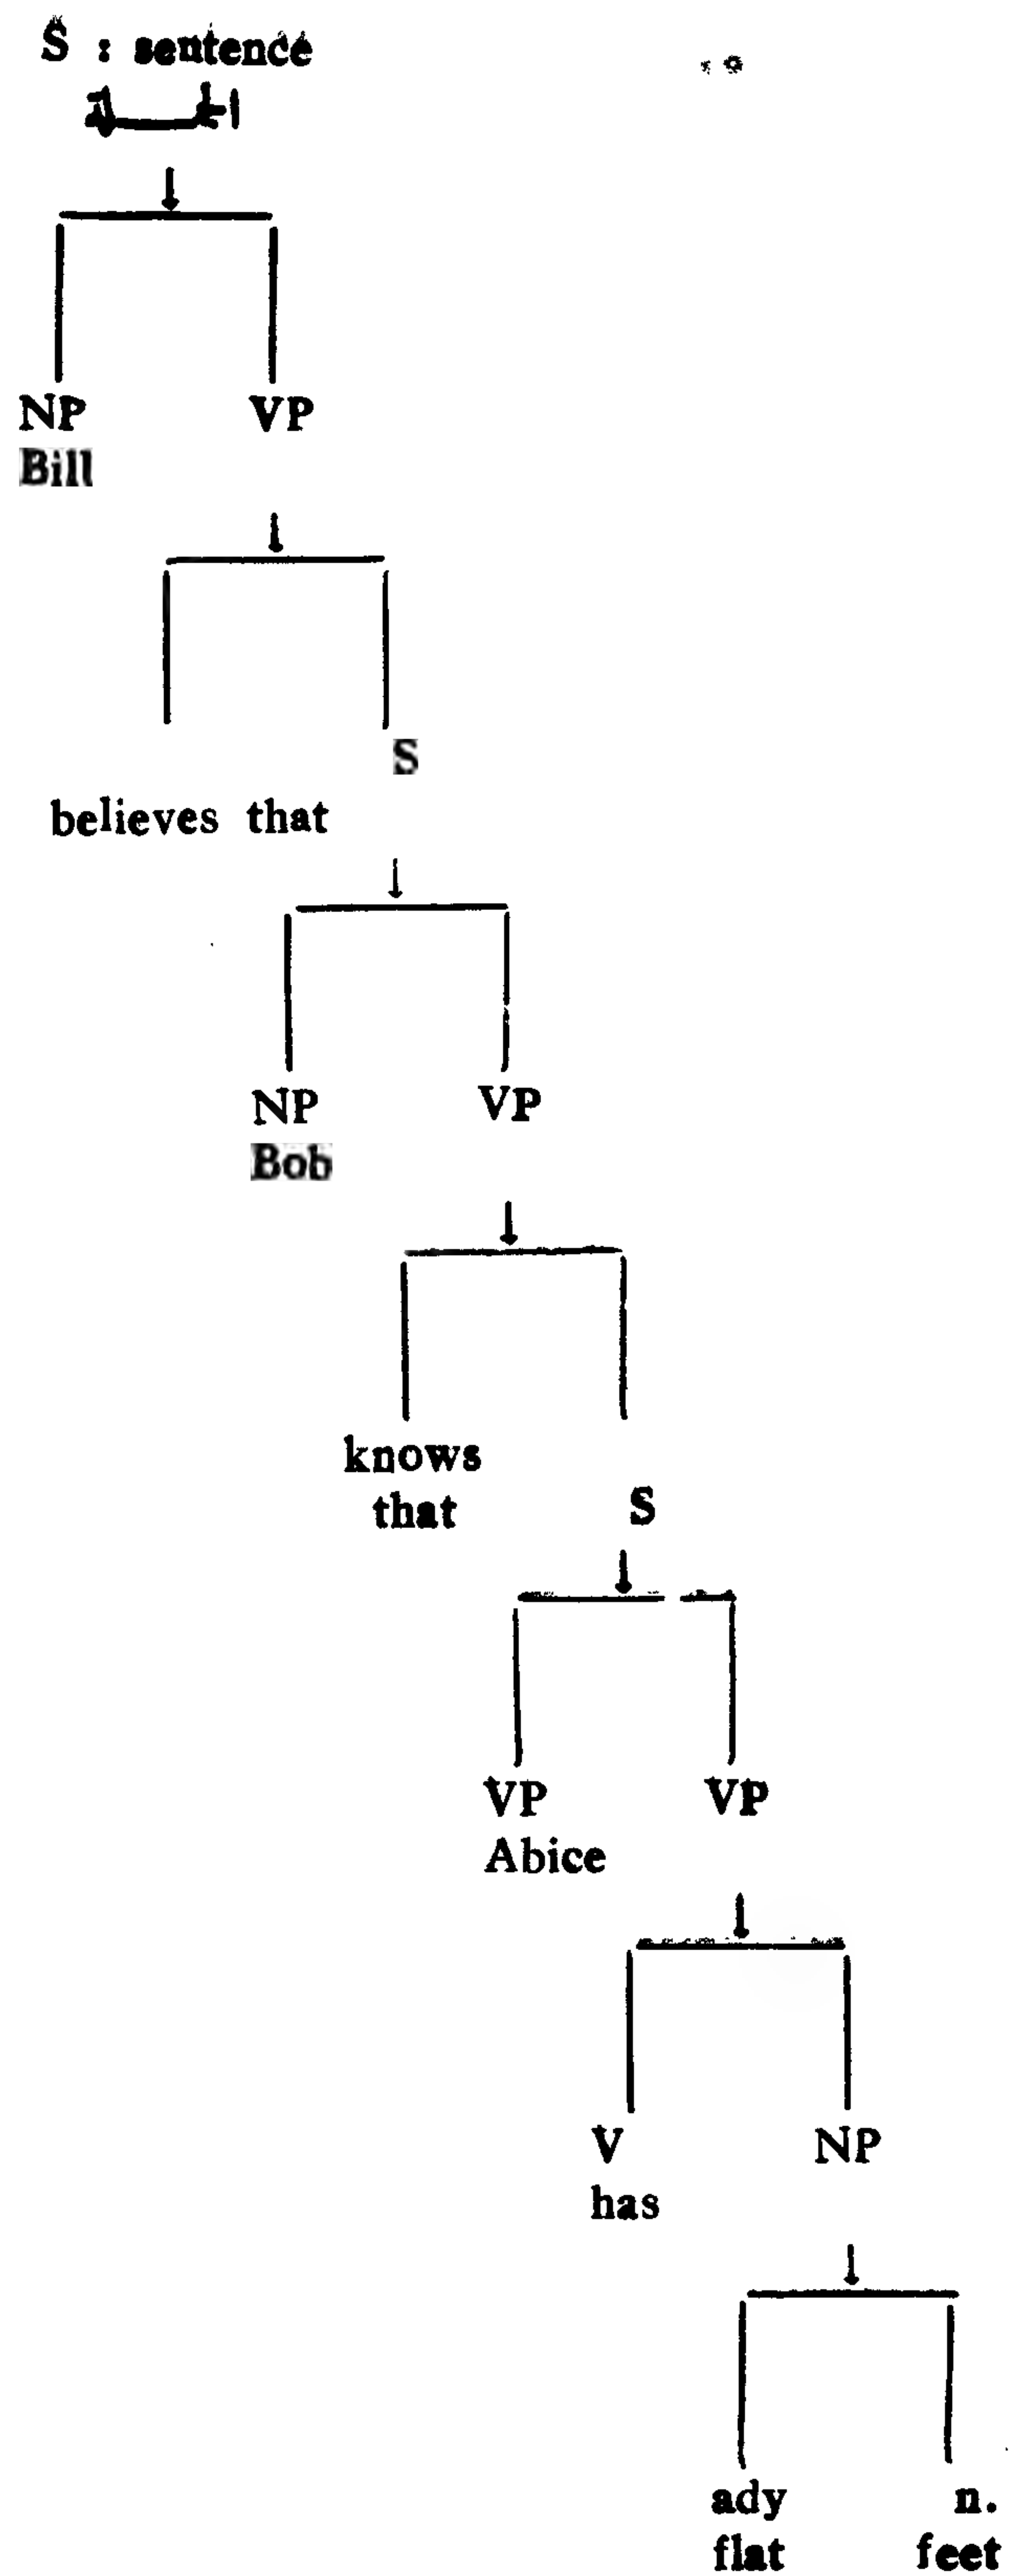 S : sentence
NP VP
Bill
S
believes that
NP VP
Bob
knows
that S
VP VP
Abice
V NP
has
ady n.
flat feet